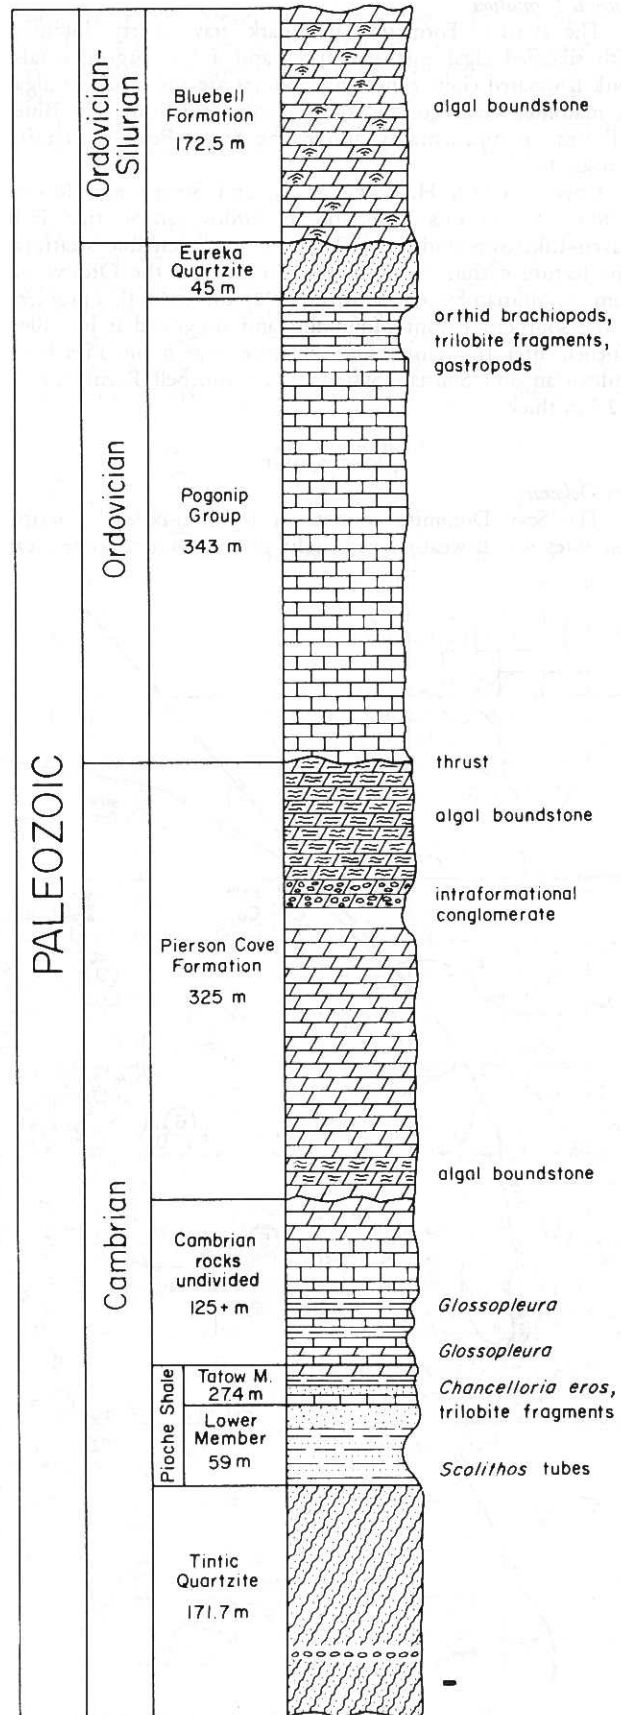 PALEOZOIC
Ordovician-
Silurian
Bluebell
Formation
172.5 m
algal boundstone
Eureka
Quartzite
45 m
orthid brachiopods,
trilobite fragments,
gastropods
Ordovician
Pogonip
Group
343 m
thrust
algal boundstone
intraformational
conglomerate
Pierson Cove
Formation
325 m
algal boundstone
Cambrian
Cambrian
rocks
undivided
125+ m
Glossopleura
Glossopleura
Pioche Shale
Tatow M.
27.4 m
Chancelloria eros,
trilobite fragments
Lower
Member
59 m
Scolithos tubes
Tintic
Quartzite
171.7 m